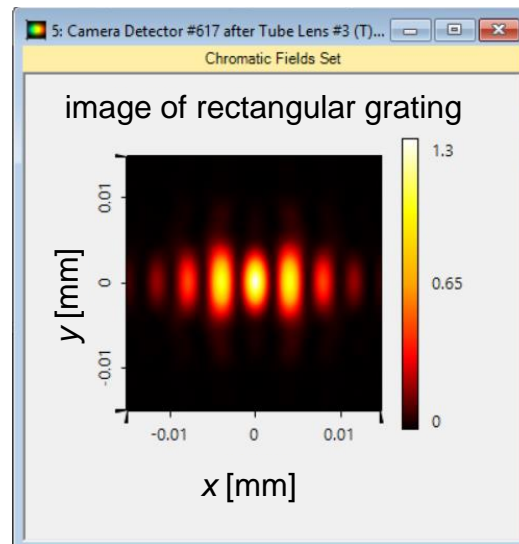 5: Camera Detector #617 after Tube Lens #3 (T)...
Chromatic Fields Set
image of rectangular grating
1.3
0.65
0
0.01
0
-0.01
y [mm]
-0.01 0 0.01
x [mm]